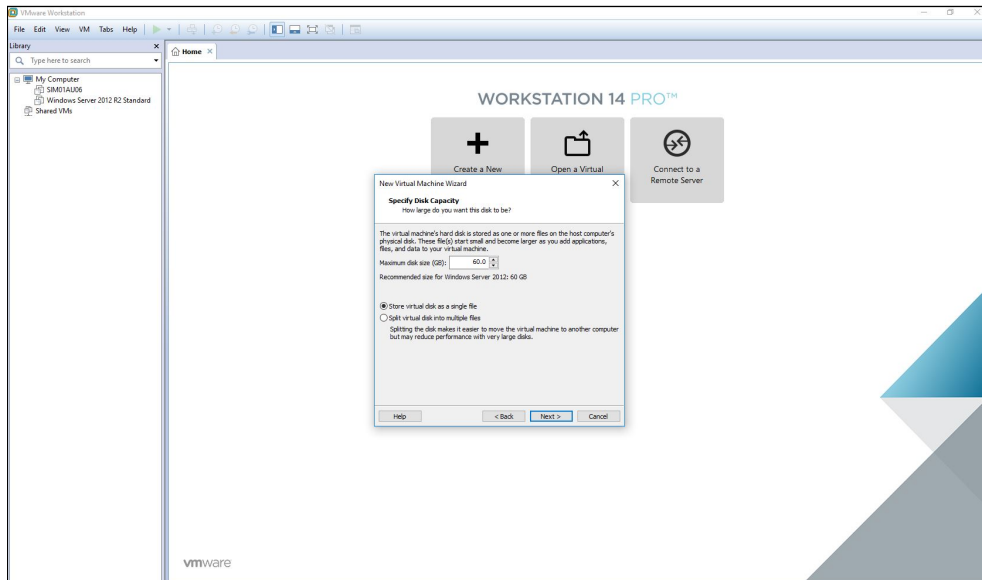 VMware Workstation
File Edit View VM Tabs Help
Library
Type here to search
My Computer
SIM01AU06
Windows Server 2012 R2 Standard
Shared VMs
Home
WORKSTATION 14 PRO™
Create a New
Open a Virtual
Connect to a
Remote Server
New Virtual Machine Wizard
Specify Disk Capacity
How large do you want this disk to be?
The virtual machine's hard disk is stored as one or more files on the host computer's
physical disk. These file(s) start small and become larger as you add applications,
files, and data to your virtual machine.
Maximum disk size (GB): 60.0
Recommended size for Windows Server 2012: 60 GB
Store virtual disk as a single file
Split virtual disk into multiple files
Splitting the disk makes it easier to move the virtual machine to another computer
but may reduce performance with very large disks.
Help < Back Next > Cancel
vmware